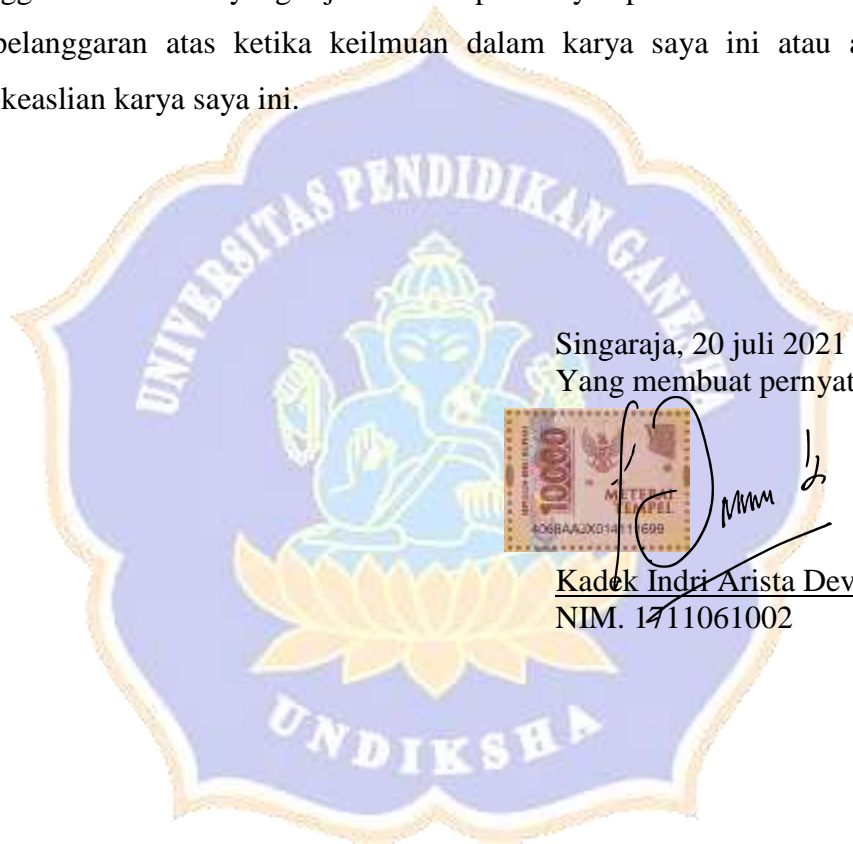 pelanggaran atas ketika keilmuan dalam karya saya ini atau
keaslian karya saya ini.
UNIVERSITAS PENDIDIKAN GANESHA
Singaraja, 20 juli 2021
Yang membuat pernyat
10000
METERAI
TEMPEL
Kadek Indri Arista Dev
NIM. 1711061002
UNDIKSHA